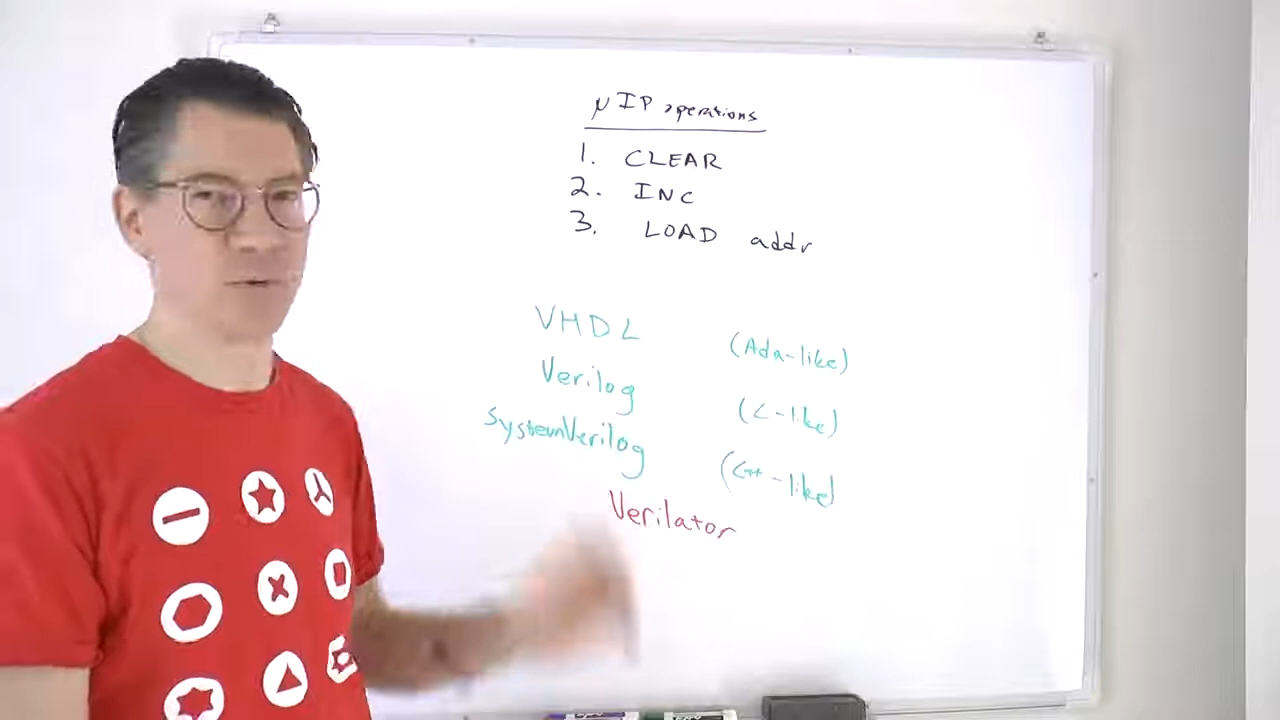 μIP operations
1. CLEAR
2. INC
3. LOAD addr
VHDL (Ada-like)
Verilog (C-like)
SystemVerilog (C++-like)
Verilator